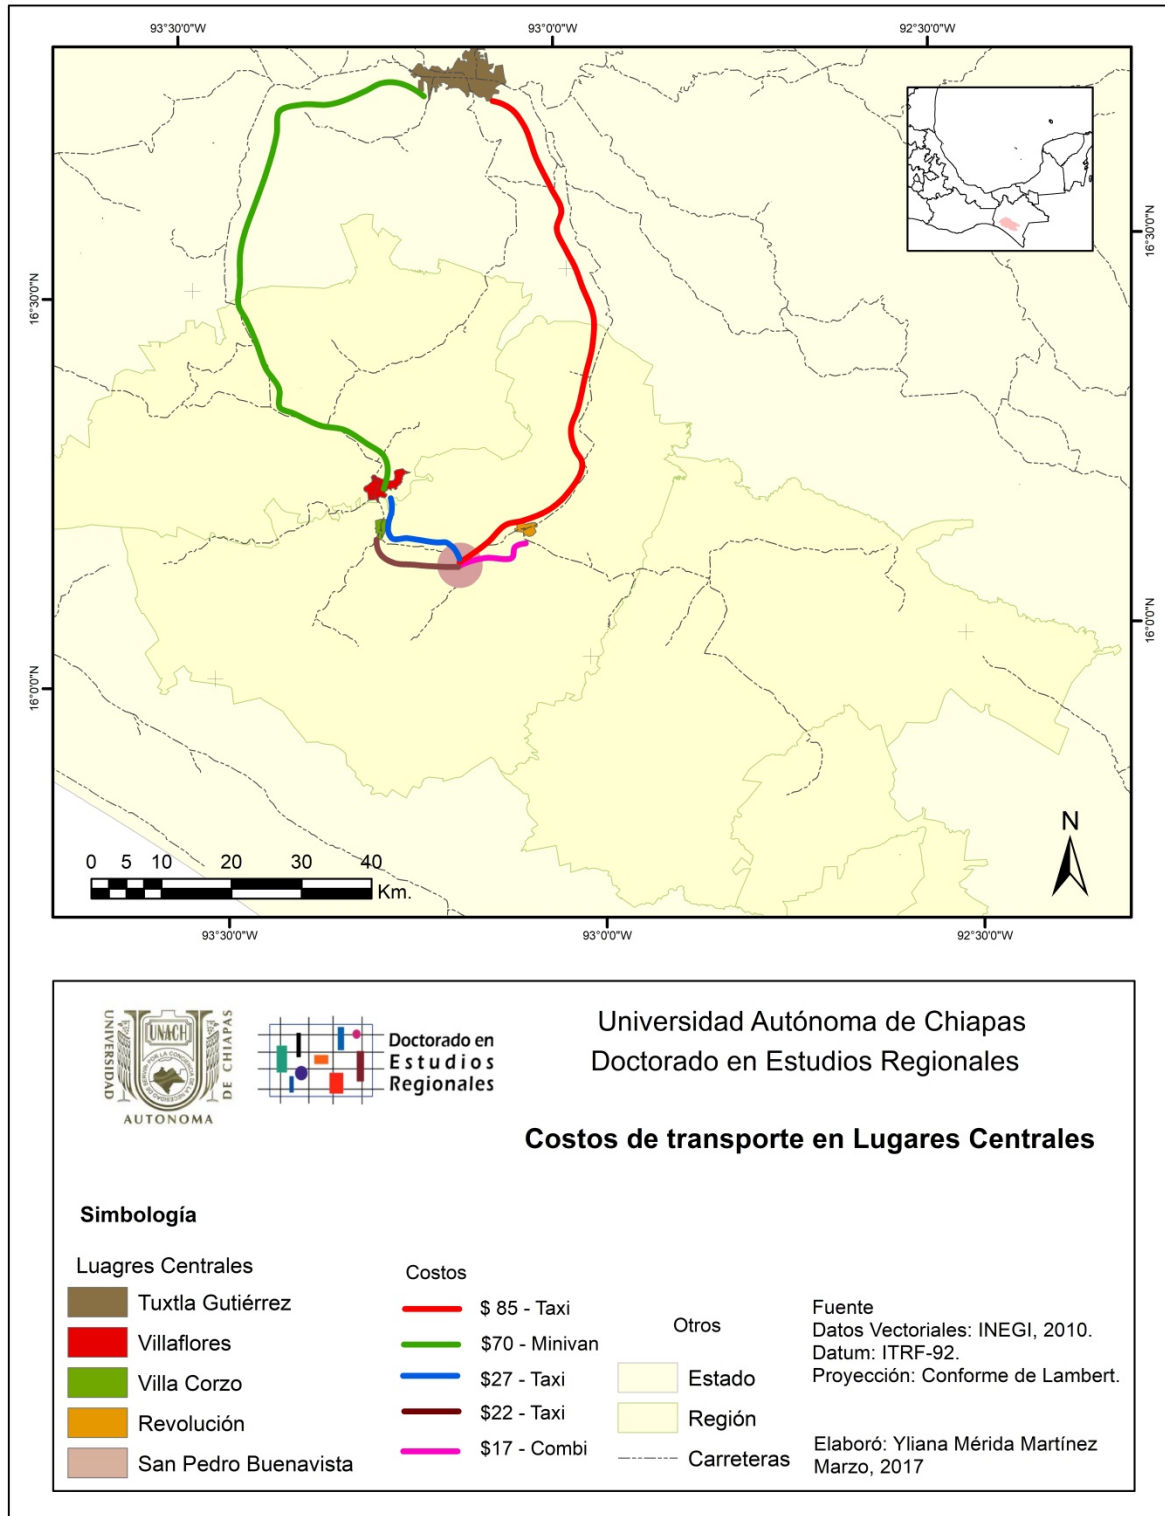 93°30'0"W
93°0'0"W
92°30'0"W
16°30'0"N
16°30'0"N
16°0'0"N
16°0'0"N
N
0 5 10 20 30 40
Km.
93°30'0"W
93°0'0"W
92°30'0"W
UNIVERSIDAD
UNACH
DE CHIAPAS
AUTONOMA
Doctorado en
Estudios
Regionales
Universidad Autónoma de Chiapas
Doctorado en Estudios Regionales
Costos de transporte en Lugares Centrales
Simbología
Luagres Centrales
Tuxtla Gutiérrez
Villaflores
Villa Corzo
Revolución
San Pedro Buenavista
Costos
$ 85 - Taxi
$70 - Minivan
$27 - Taxi
$22 - Taxi
$17 - Combi
Otros
Estado
Región
Carreteras
Fuente
Datos Vectoriales: INEGI, 2010.
Datum: ITRF-92.
Proyección: Conforme de Lambert.
Elaboró: Yliana Mérida Martínez
Marzo, 2017